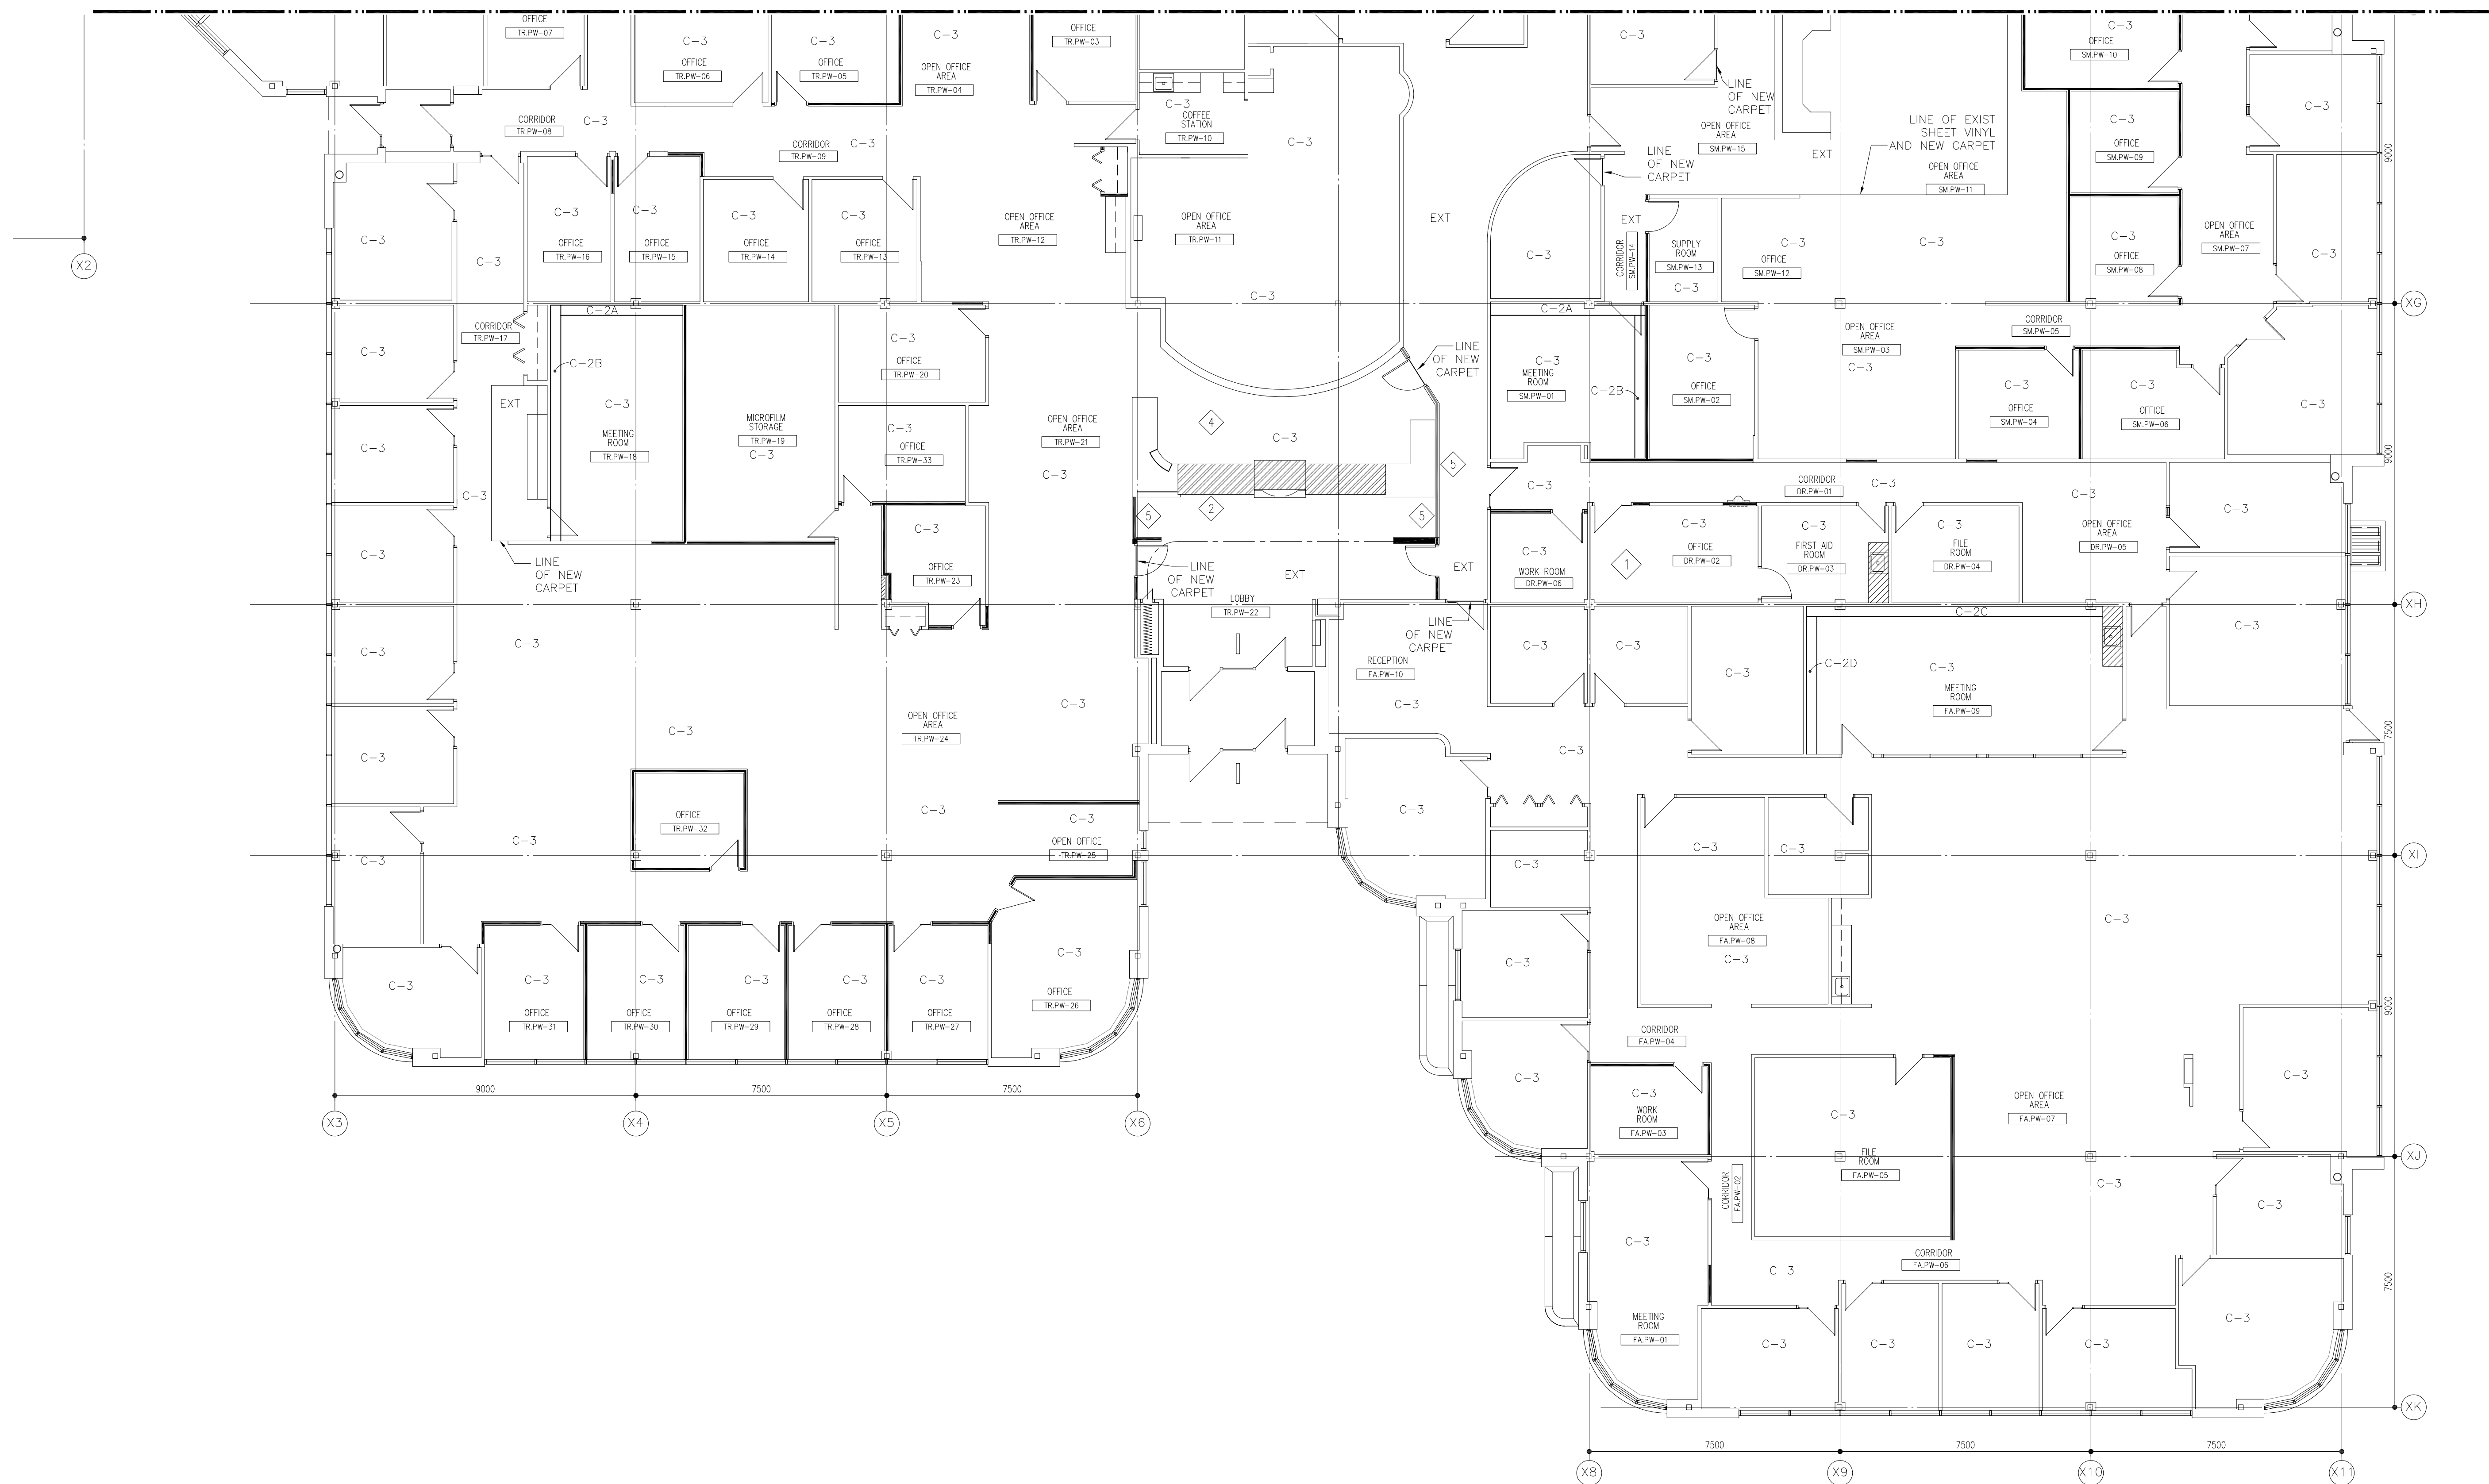 OFFICE
TR.PW-07
C-3
OFFICE
TR.PW-06
C-3
OFFICE
TR.PW-05
C-3
OPEN OFFICE
AREA
TR.PW-04
OFFICE
TR.PW-03
C-3
COFFEE
STATION
TR.PW-10
C-3
C-3
LINE
OF NEW
CARPET
OPEN OFFICE
AREA
SM.PW-15
EXT
LINE OF EXIST
SHEET VINYL
AND NEW CARPET
C-3
OFFICE
SM.PW-10
C-3
CORRIDOR
TR.PW-08
C-3
CORRIDOR
TR.PW-09
C-3
LINE
OF NEW
CARPET
OPEN OFFICE
AREA
SM.PW-11
C-3
OFFICE
SM.PW-09
9000
X2
C-3
C-3
C-3
OFFICE
TR.PW-16
C-3
OFFICE
TR.PW-15
C-3
OFFICE
TR.PW-14
C-3
OFFICE
TR.PW-13
OPEN OFFICE
AREA
TR.PW-12
OPEN OFFICE
AREA
TR.PW-11
C-3
EXT
C-3
EXT
CORRIDOR
SM.PW-14
SUPPLY
ROOM
SM.PW-13
C-3
C-3
OFFICE
SM.PW-12
C-3
C-3
OFFICE
SM.PW-08
OPEN OFFICE
AREA
SM.PW-07
C-3
XG
CORRIDOR
TR.PW-17
C-3
C-2A
C-2B
C-3
MEETING
ROOM
TR.PW-18
EXT
C-3
MICROFILM
STORAGE
TR.PW-19
C-3
C-3
OFFICE
TR.PW-20
C-3
OFFICE
TR.PW-33
OPEN OFFICE
AREA
TR.PW-21
C-3
4
C-3
LINE
OF NEW
CARPET
C-2A
C-3
MEETING
ROOM
SM.PW-01
C-2B
C-3
OFFICE
SM.PW-02
OPEN OFFICE
AREA
SM.PW-03
C-3
CORRIDOR
SM.PW-05
C-3
OFFICE
SM.PW-04
C-3
OFFICE
SM.PW-06
C-3
9000
C-3
C-3
LINE
OF NEW
CARPET
C-3
OFFICE
TR.PW-23
5
2
5
5
LINE
OF NEW
CARPET
EXT
EXT
LOBBY
TR.PW-22
LINE
OF NEW
CARPET
C-3
C-3
WORK ROOM
DR.PW-06
1
CORRIDOR
DR.PW-01
C-3
C-3
OFFICE
DR.PW-02
C-3
FIRST AID
ROOM
DR.PW-03
C-3
FILE
ROOM
DR.PW-04
C-3
OPEN OFFICE
AREA
DR.PW-05
C-3
XH
C-3
C-3
C-3
C-3
RECEPTION
FA.PW-10
C-3
C-3
C-3
C-3
C-2C
C-2D
C-3
MEETING
ROOM
FA.PW-09
C-3
C-3
C-3
OPEN OFFICE
AREA
TR.PW-24
C-3
7500
C-3
OFFICE
TR.PW-32
C-3
C-3
OPEN OFFICE
TR.PW-25
C-3
C-3
C-3
C-3
C-3
C-3
XI
OPEN OFFICE
AREA
FA.PW-08
C-3
C-3
C-3
C-3
C-3
OFFICE
TR.PW-31
C-3
OFFICE
TR.PW-30
C-3
OFFICE
TR.PW-29
C-3
OFFICE
TR.PW-28
C-3
OFFICE
TR.PW-27
C-3
OFFICE
TR.PW-26
9000
CORRIDOR
FA.PW-04
9000
7500
7500
X3
X4
X5
X6
C-3
C-3
WORK
ROOM
FA.PW-03
C-3
FILE
ROOM
FA.PW-05
OPEN OFFICE
AREA
FA.PW-07
C-3
XJ
CORRIDOR
FA.PW-02
C-3
C-3
C-3
C-3
CORRIDOR
FA.PW-06
7500
MEETING
ROOM
FA.PW-01
C-3
C-3
C-3
C-3
C-3
XK
7500
7500
7500
X8
X9
X10
X11